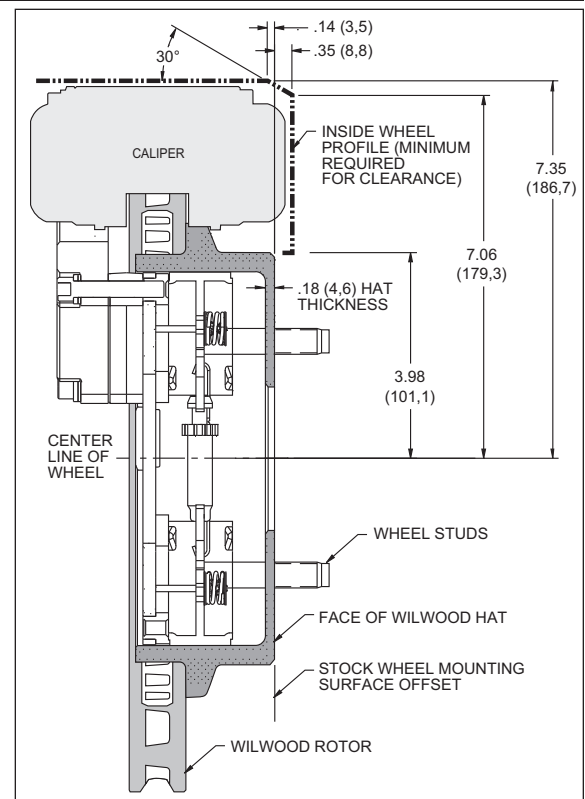 .14 (3,5)
.35 (8,8)
30°
CALIPER
INSIDE WHEEL
PROFILE (MINIMUM
REQUIRED
FOR CLEARANCE)
7.35
(186,7)
7.06
(179,3)
.18 (4,6) HAT
THICKNESS
3.98
(101,1)
CENTER
LINE OF
WHEEL
WHEEL STUDS
FACE OF WILWOOD HAT
STOCK WHEEL MOUNTING
SURFACE OFFSET
WILWOOD ROTOR